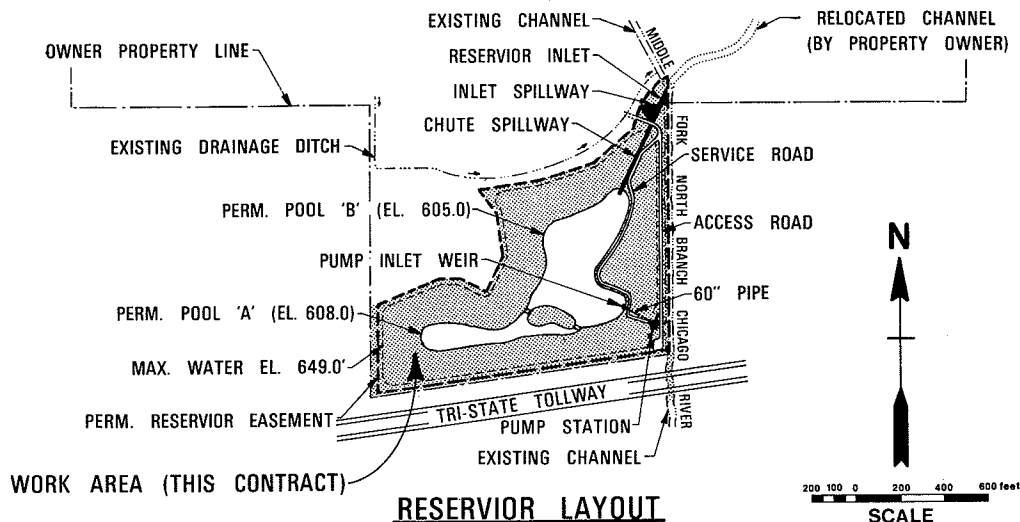 EXISTING CHANNEL
RELOCATED CHANNEL
(BY PROPERTY OWNER)
OWNER PROPERTY LINE
RESERVIOR INLET
INLET SPILLWAY
CHUTE SPILLWAY
EXISTING DRAINAGE DITCH
SERVICE ROAD
PERM. POOL 'B' (EL. 605.0)
ACCESS ROAD
PUMP INLET WEIR
60" PIPE
PERM. POOL 'A' (EL. 608.0)
MAX. WATER EL. 649.0'
PERM. RESERVIOR EASEMENT
TRI-STATE TOLLWAY
PUMP STATION
EXISTING CHANNEL
WORK AREA (THIS CONTRACT)
MIDDLE FORK NORTH BRANCH CHICAGO RIVER
N
200 100 0 200 400 600 feet
SCALE
RESERVIOR LAYOUT